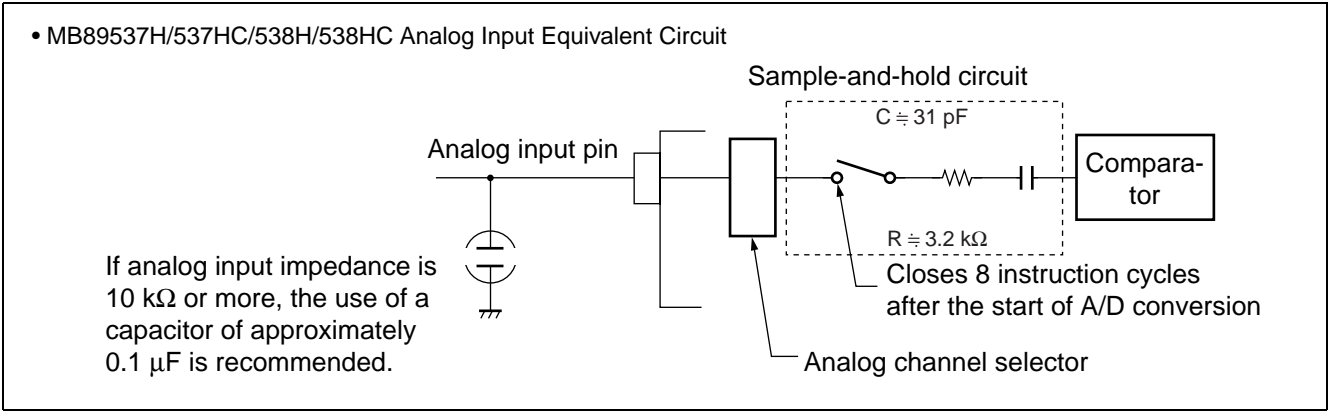 • MB89537H/537HC/538H/538HC Analog Input Equivalent Circuit
Sample-and-hold circuit
C ≒ 31 pF
Analog input pin
Compara-
tor
R ≒ 3.2 kΩ
If analog input impedance is
10 kΩ or more, the use of a
capacitor of approximately
0.1 µF is recommended.
Closes 8 instruction cycles
after the start of A/D conversion
Analog channel selector